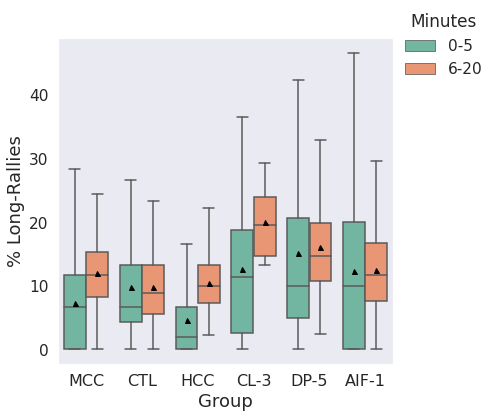 Minutes
0-5
6-20
% Long-Rallies
40
30
20
10
0
MCC CTL HCC CL-3 DP-5 AIF-1
Group